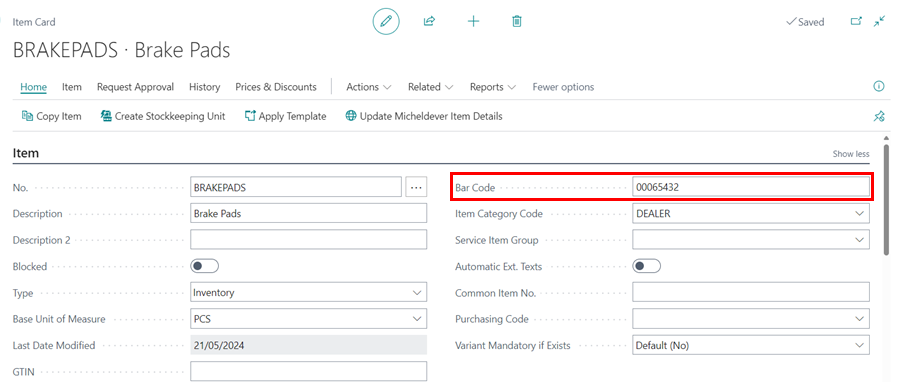 Item Card
Saved
BRAKEPADS · Brake Pads
Home Item Request Approval History Prices & Discounts Actions Related Reports Fewer options
Copy Item Create Stockkeeping Unit Apply Template Update Micheldever Item Details
Item
Show less
No. BRAKEPADS ...
Description Brake Pads
Description 2
Blocked
Type Inventory
Base Unit of Measure PCS
Last Date Modified 21/05/2024
GTIN
Bar Code 00065432
Item Category Code DEALER
Service Item Group
Automatic Ext. Texts
Common Item No.
Purchasing Code
Variant Mandatory if Exists Default (No)